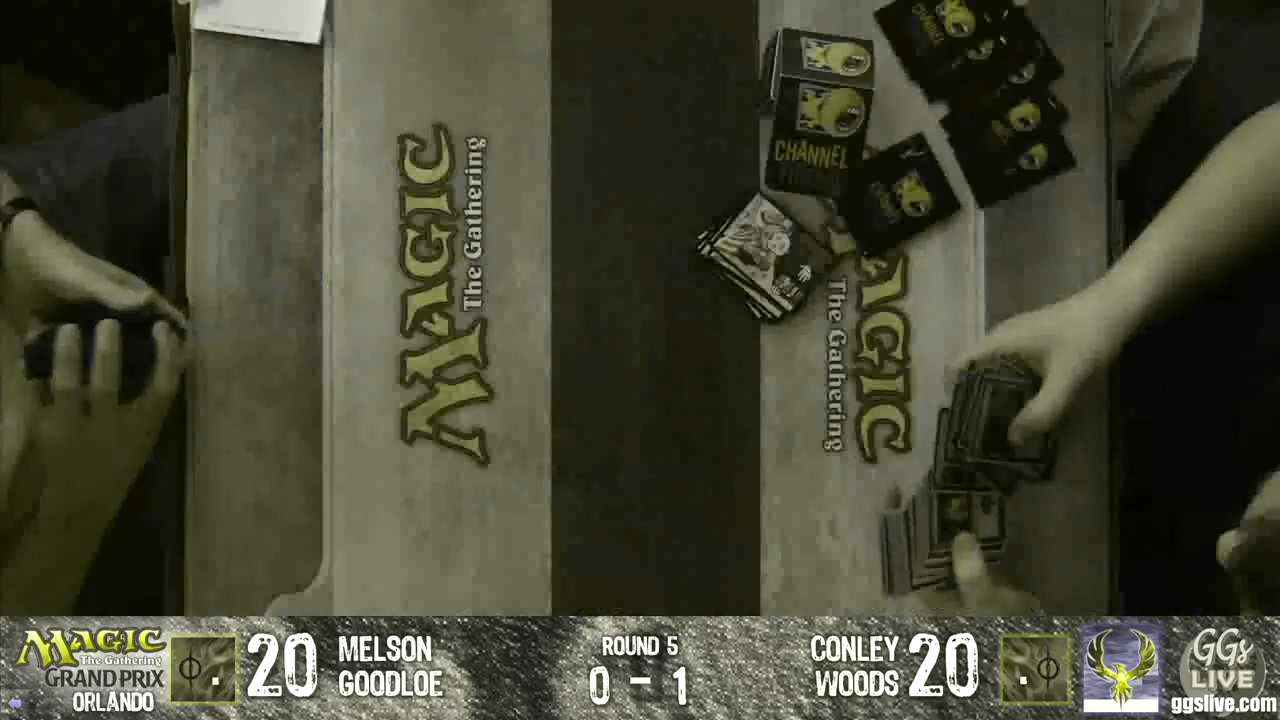 MAGIC
The Gathering
CHANNEL
MAGIC
The Gathering
MAGIC
The Gathering
GRAND PRIX
ORLANDO
20
MELSON
GOODLOE
ROUND 5
0 - 1
CONLEY
WOODS
20
GGs
LIVE
ggslive.com